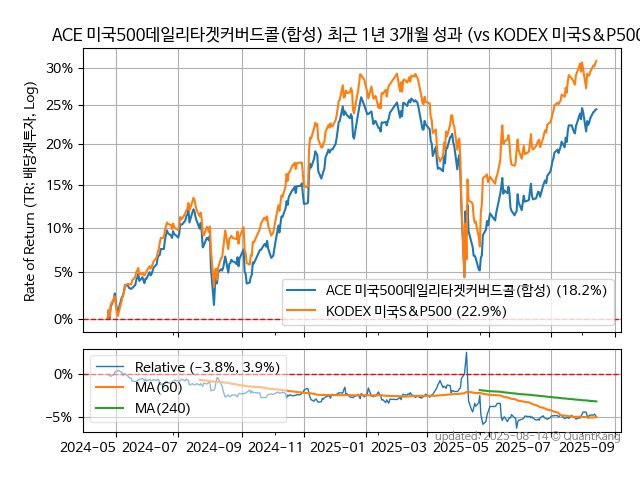 ACE 미국500데일리타겟커버드콜(합성) 최근 1년 3개월 성과 (vs KODEX 미국S&P500
Rate of Return (TR: 배당재투자, Log)
30%
25%
20%
15%
10%
5%
0%
ACE 미국500데일리타겟커버드콜(합성) (18.2%)
KODEX 미국S&P500 (22.9%)
0%
−5%
Relative (−3.8%, 3.9%)
MA(60)
MA(240)
updated: 2025-08-14 © QuantKang
2024−05 2024−07 2024−09 2024−11 2025−01 2025−03 2025−05 2025−07 2025−09